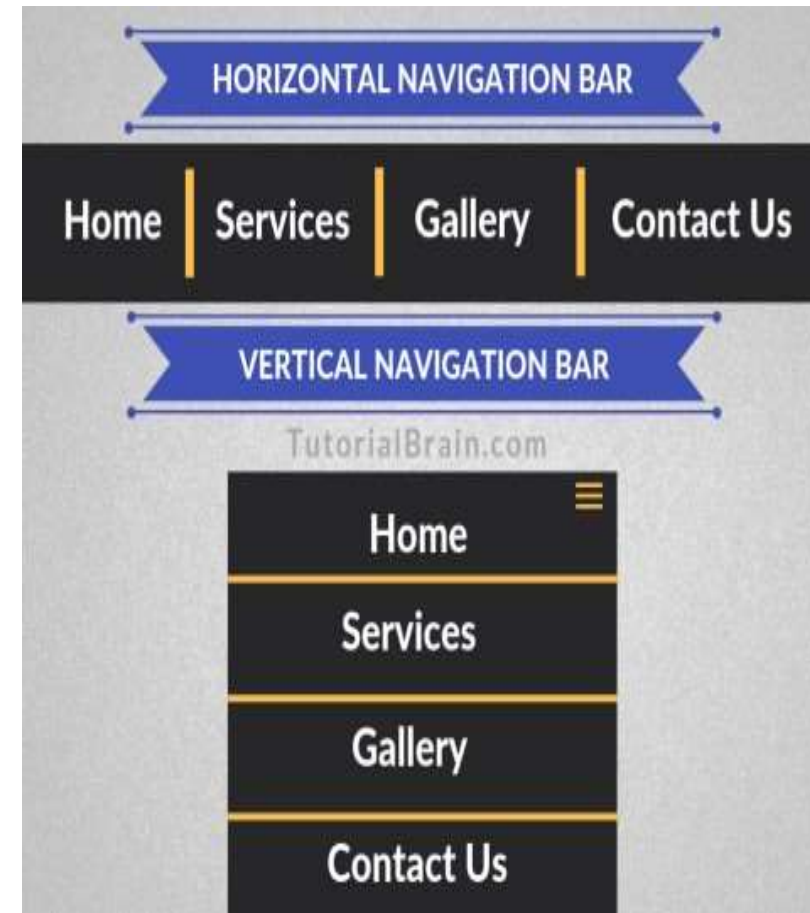 HORIZONTAL NAVIGATION BAR
Home Services Gallery Contact Us
VERTICAL NAVIGATION BAR
TutorialBrain.com
Home
Services
Gallery
Contact Us